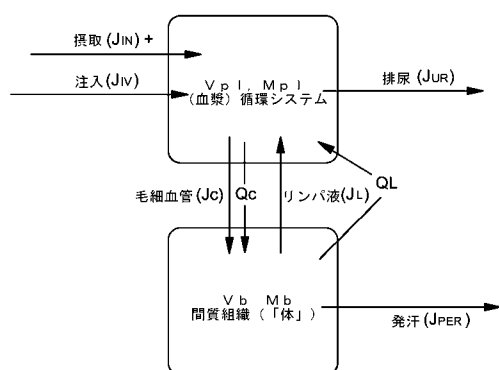 摂取(JIN) +
注入(JIV)
Vpl, Mpl
(血漿)循環システム
排尿(JUR)
毛細血管(JC)
QC
リンパ液(JL)
QL
Vb Mb
間質組織(「体」)
発汗(JPER)